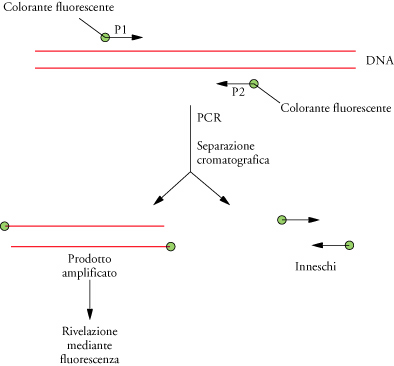 Colorante fluorescente
P1
DNA
P2
Colorante fluorescente
PCR
Separazione
cromatografica
Prodotto
amplificato
Inneschi
Rivelazione
mediante
fluorescenza